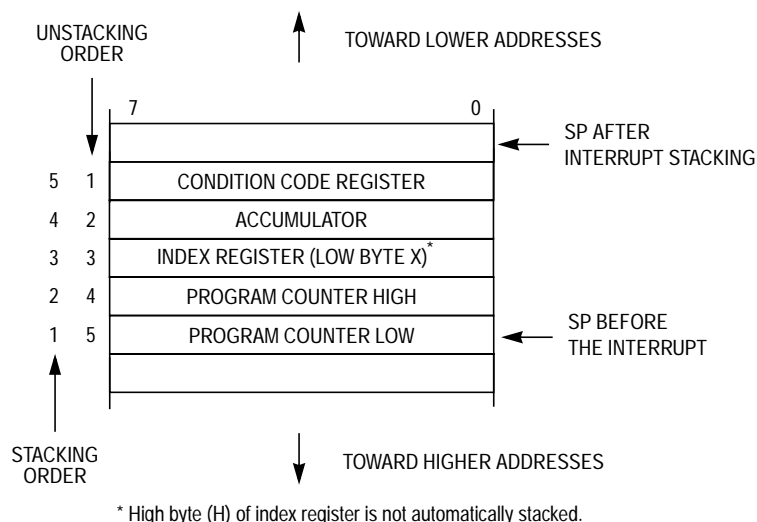 UNSTACKING
ORDER
TOWARD LOWER ADDRESSES
7 0
SP AFTER
INTERRUPT STACKING
5 1 CONDITION CODE REGISTER
4 2 ACCUMULATOR
3 3 INDEX REGISTER (LOW BYTE X)*
2 4 PROGRAM COUNTER HIGH
1 5 PROGRAM COUNTER LOW
SP BEFORE
THE INTERRUPT
STACKING
ORDER
TOWARD HIGHER ADDRESSES
* High byte (H) of index register is not automatically stacked.